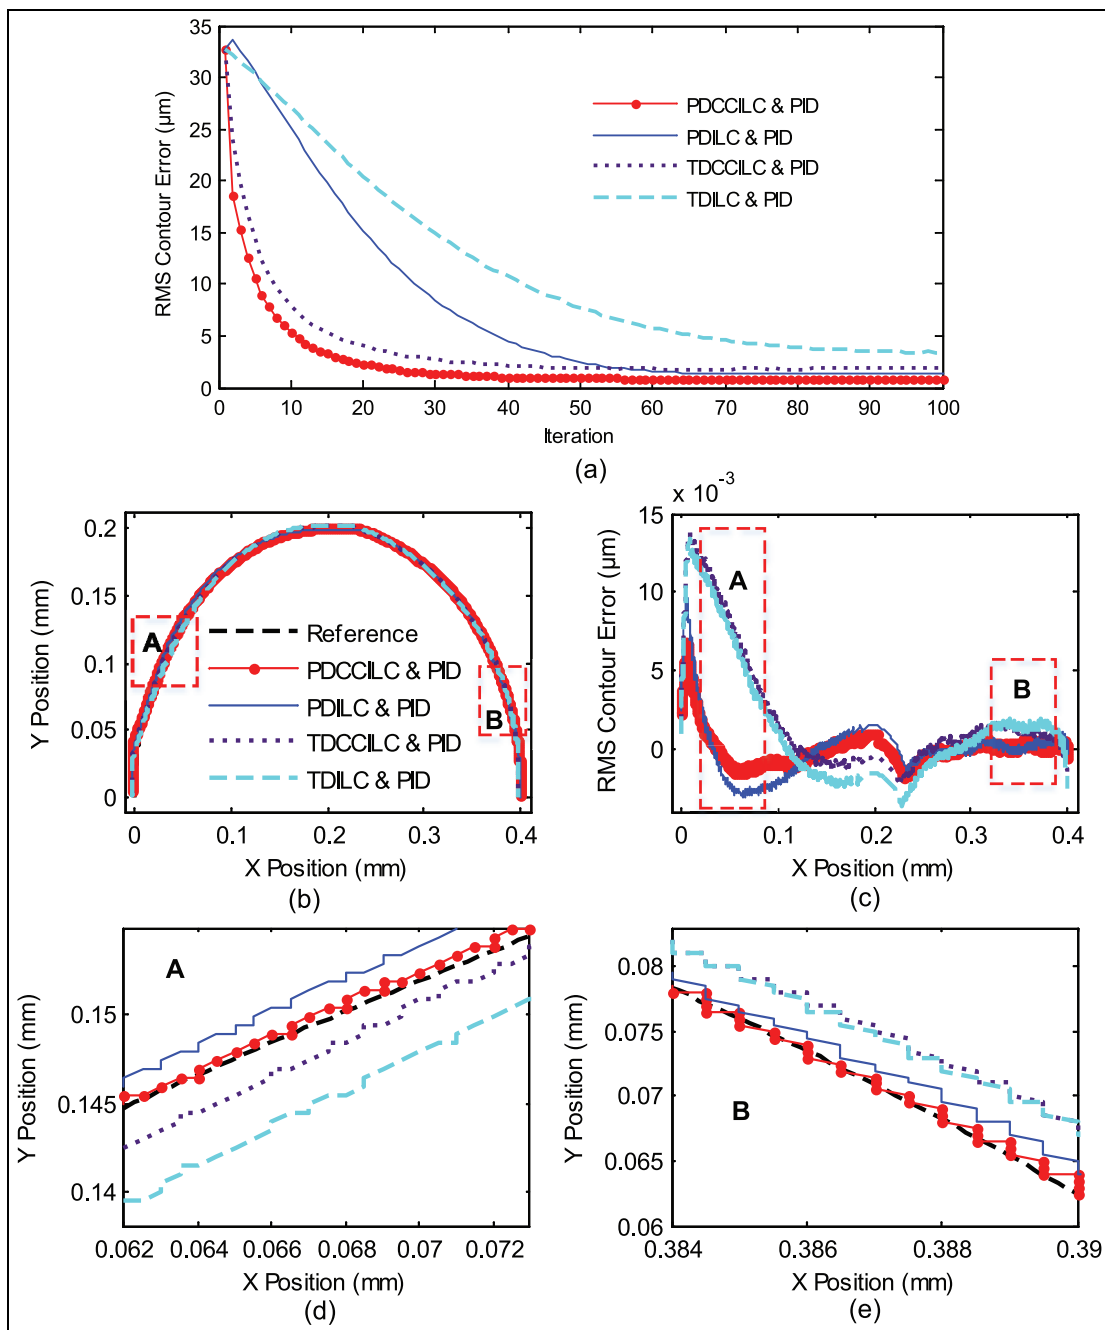 35
30
25
20
15
10
5
0
RMS Contour Error (µm)
PDCCILC & PID
PDILC & PID
TDCCILC & PID
TDILC & PID
0 10 20 30 40 50 60 70 80 90 100
Iteration
(a)
0.2
0.15
0.1
0.05
0
Y Position (mm)
A
B
Reference
PDCCILC & PID
PDILC & PID
TDCCILC & PID
TDILC & PID
0 0.1 0.2 0.3 0.4
X Position (mm)
(b)
x 10⁻³
15
10
5
0
RMS Contour Error (µm)
A
B
0 0.1 0.2 0.3 0.4
X Position (mm)
(c)
A
0.15
0.145
0.14
Y Position (mm)
0.062 0.064 0.066 0.068 0.07 0.072
X Position (mm)
(d)
0.08
0.075
0.07
0.065
0.06
Y Position (mm)
B
0.384 0.386 0.388 0.39
X Position (mm)
(e)